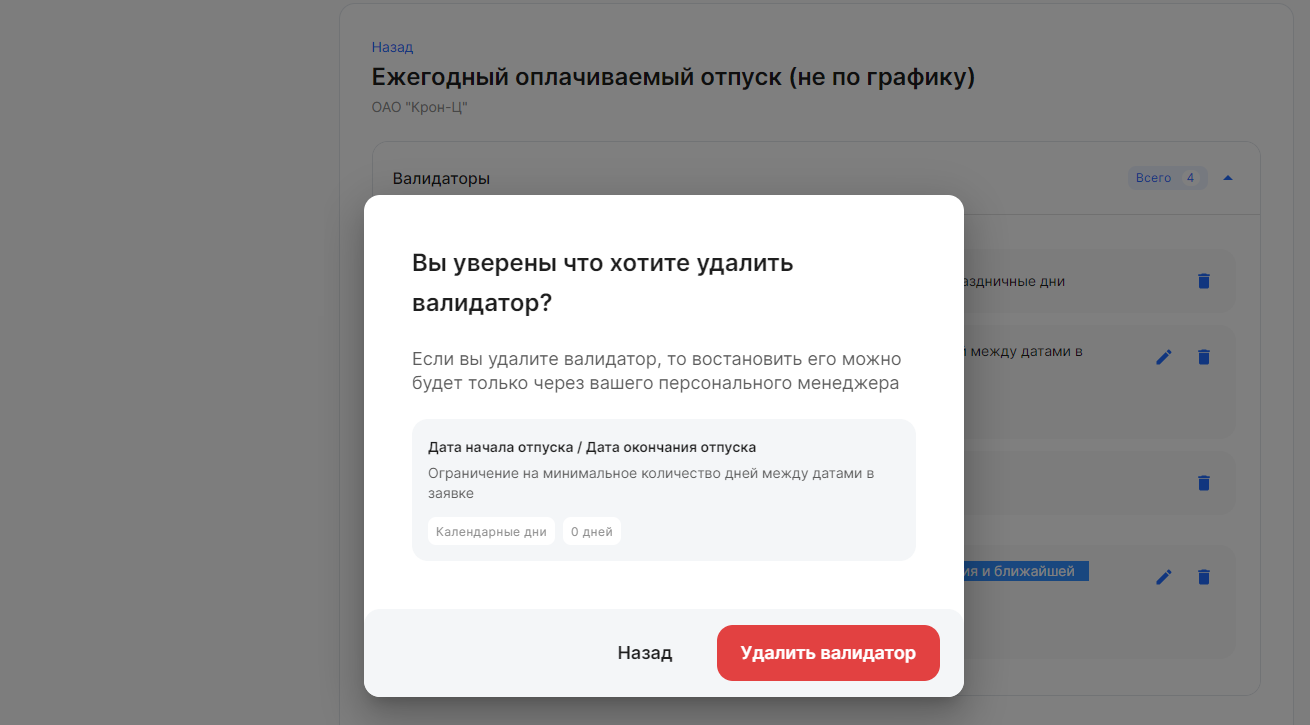 Назад
Ежегодный оплачиваемый отпуск (не по графику)
ОАО "Крон-Ц"
Валидаторы
Всего 4
Вы уверены что хотите удалить
валидатор?
Если вы удалите валидатор, то востановить его можно
будет только через вашего персонального менеджера
Дата начала отпуска / Дата окончания отпуска
Ограничение на минимальное количество дней между датами в
заявке
Календарные дни
0 дней
Назад
Удалить валидатор
дни
между датами в
и ближайшей